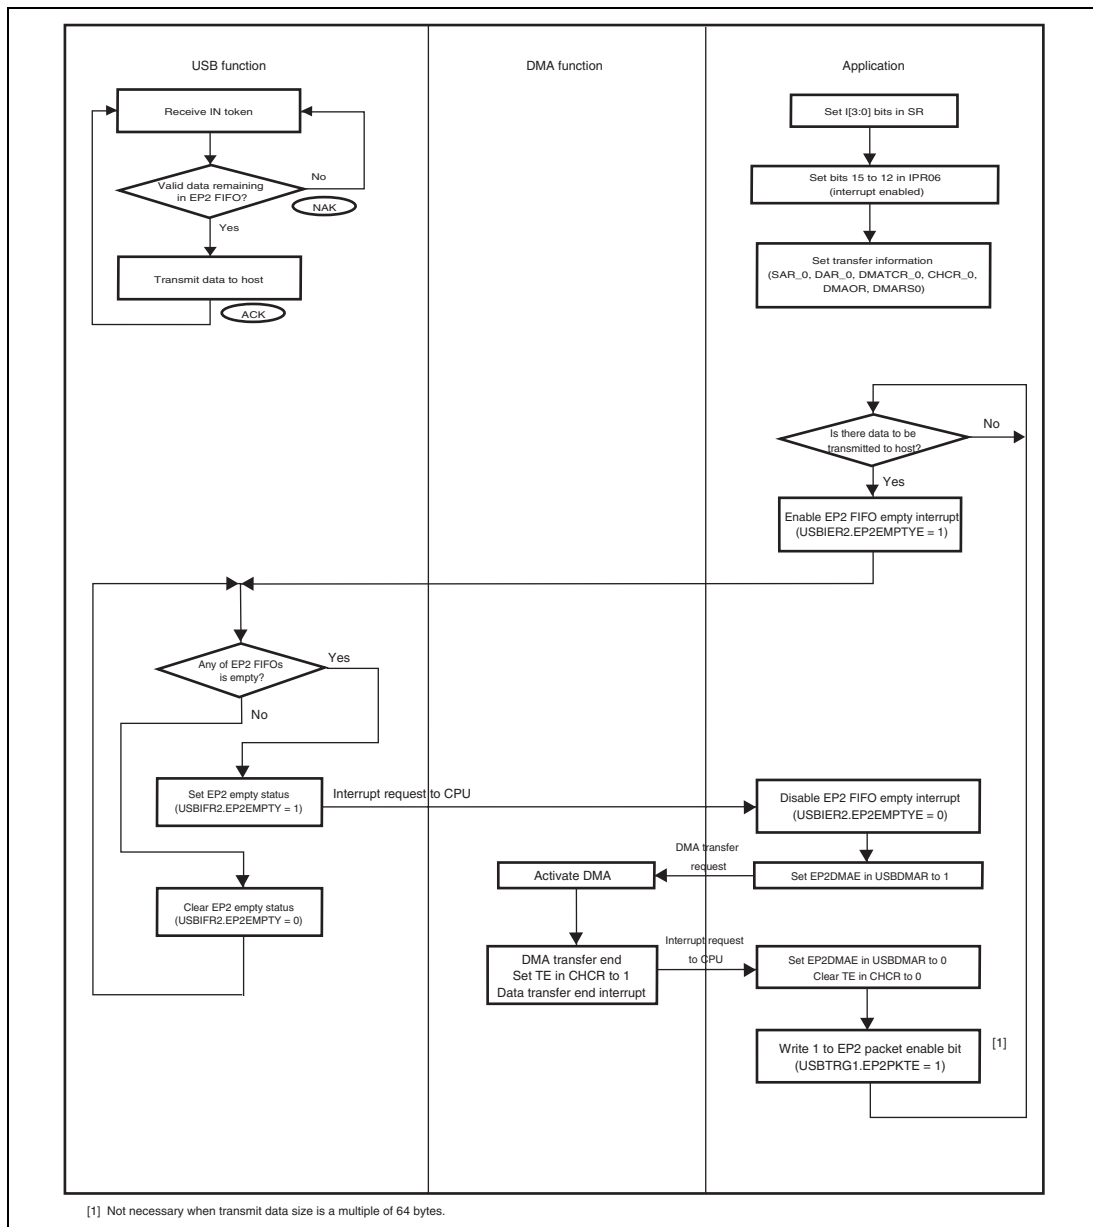 USB function
DMA function
Application
Receive IN token
Valid data remaining
in EP2 FIFO?
No
NAK
Yes
Transmit data to host
ACK
Set I[3:0] bits in SR
Set bits 15 to 12 in IPR06
(interrupt enabled)
Set transfer information
(SAR_0, DAR_0, DMATCR_0, CHCR_0,
DMAOR, DMARS0)
Is there data to be
transmitted to host?
No
Yes
Enable EP2 FIFO empty interrupt
(USBIER2.EP2EMPTYE = 1)
Any of EP2 FIFOs
is empty?
Yes
No
Set EP2 empty status
(USBIFR2.EP2EMPTY = 1)
Interrupt request to CPU
Disable EP2 FIFO empty interrupt
(USBIER2.EP2EMPTYE = 0)
DMA transfer
request
Activate DMA
Set EP2DMAE in USBDMAR to 1
Clear EP2 empty status
(USBIFR2.EP2EMPTY = 0)
DMA transfer end
Set TE in CHCR to 1
Data transfer end interrupt
Interrupt request
to CPU
Set EP2DMAE in USBDMAR to 0
Clear TE in CHCR to 0
Write 1 to EP2 packet enable bit
(USBTRG1.EP2PKTE = 1)
[1]
[1] Not necessary when transmit data size is a multiple of 64 bytes.